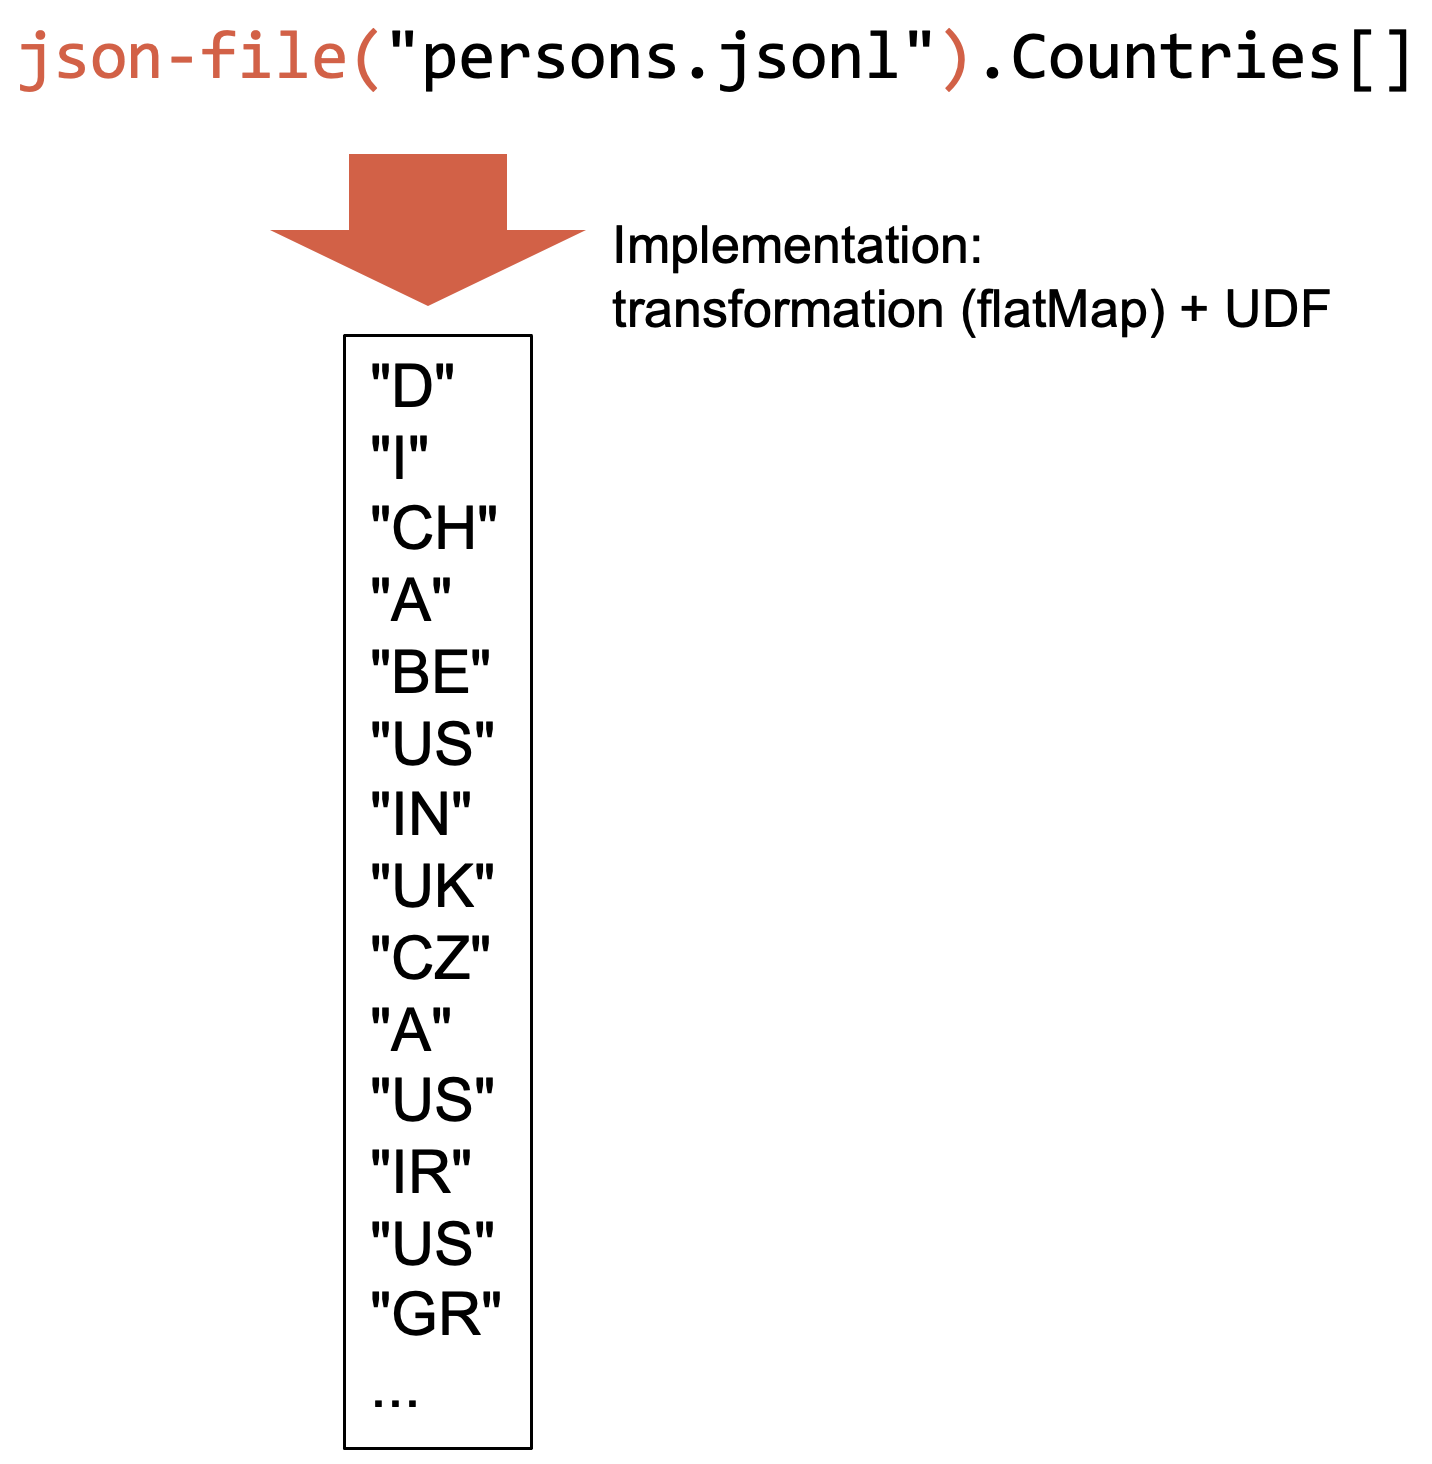 json-file("persons.jsonl").Countries[]
Implementation:
transformation (flatMap) + UDF
"D"
"I"
"CH"
"A"
"BE"
"US"
"IN"
"UK"
"CZ"
"A"
"US"
"IR"
"US"
"GR"
...